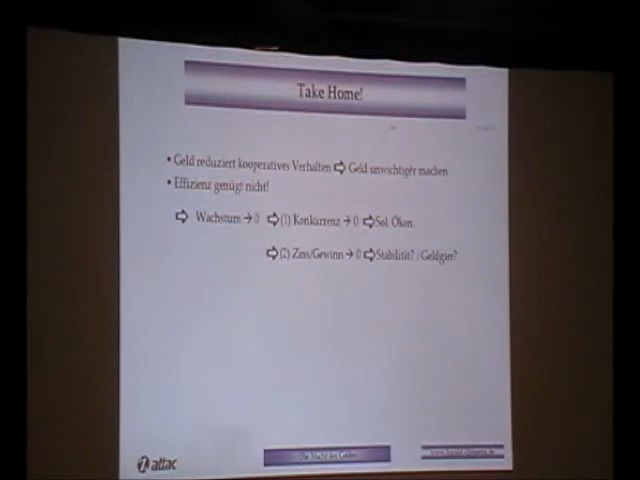 Take Home!
• Geld reduziert kooperatives Verhalten ⇨ Geld unwichtiger machen
• Effizienz genügt nicht!
⇨ Wachstum → 0 ⇨ (1) Konkurrenz → 0 ⇨ Sol. Ökon.
⇨ (2) Zins/Gewinn → 0 ⇨ Stabilität? / Geldgier?
attac
Die Macht des Geldes